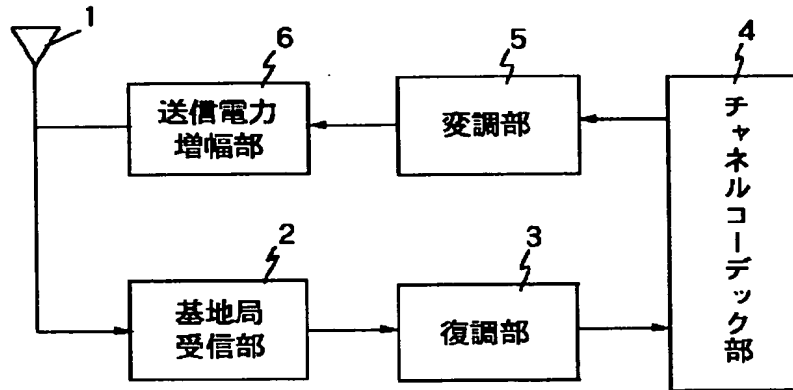 1
6
送信電力
増幅部
5
変調部
4
チャネルコーデック部
2
基地局
受信部
3
復調部